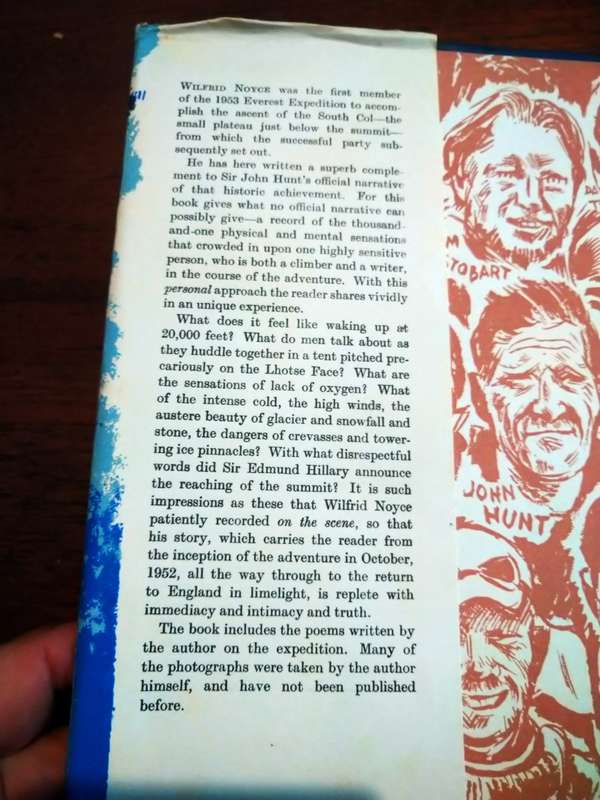 WILFRID NOYCE was the first member
of the 1953 Everest Expedition to accom-
plish the ascent of the South Col—the
small plateau just below the summit—
from which the successful party sub-
sequently set out.
He has here written a superb comple-
ment to Sir John Hunt's official narrative
of that historic achievement. For this
book gives what no official narrative can
possibly give—a record of the thousand-
and-one physical and mental sensations
that crowded in upon one highly sensitive
person, who is both a climber and a writer,
in the course of the adventure. With this
personal approach the reader shares vividly
in an unique experience.
What does it feel like waking up at
20,000 feet? What do men talk about as
they huddle together in a tent pitched pre-
cariously on the Lhotse Face? What are
the sensations of lack of oxygen? What
of the intense cold, the high winds, the
austere beauty of glacier and snowfall and
stone, the dangers of crevasses and tower-
ing ice pinnacles? With what disrespectful
words did Sir Edmund Hillary announce
the reaching of the summit? It is such
impressions as these that Wilfrid Noyce
patiently recorded on the scene, so that
his story, which carries the reader from
the inception of the adventure in October,
1952, all the way through to the return
to England in limelight, is replete with
immediacy and intimacy and truth.
The book includes the poems written by
the author on the expedition. Many of
the photographs were taken by the author
himself, and have not been published
before.
M
STOBART
JOHN
HUNT